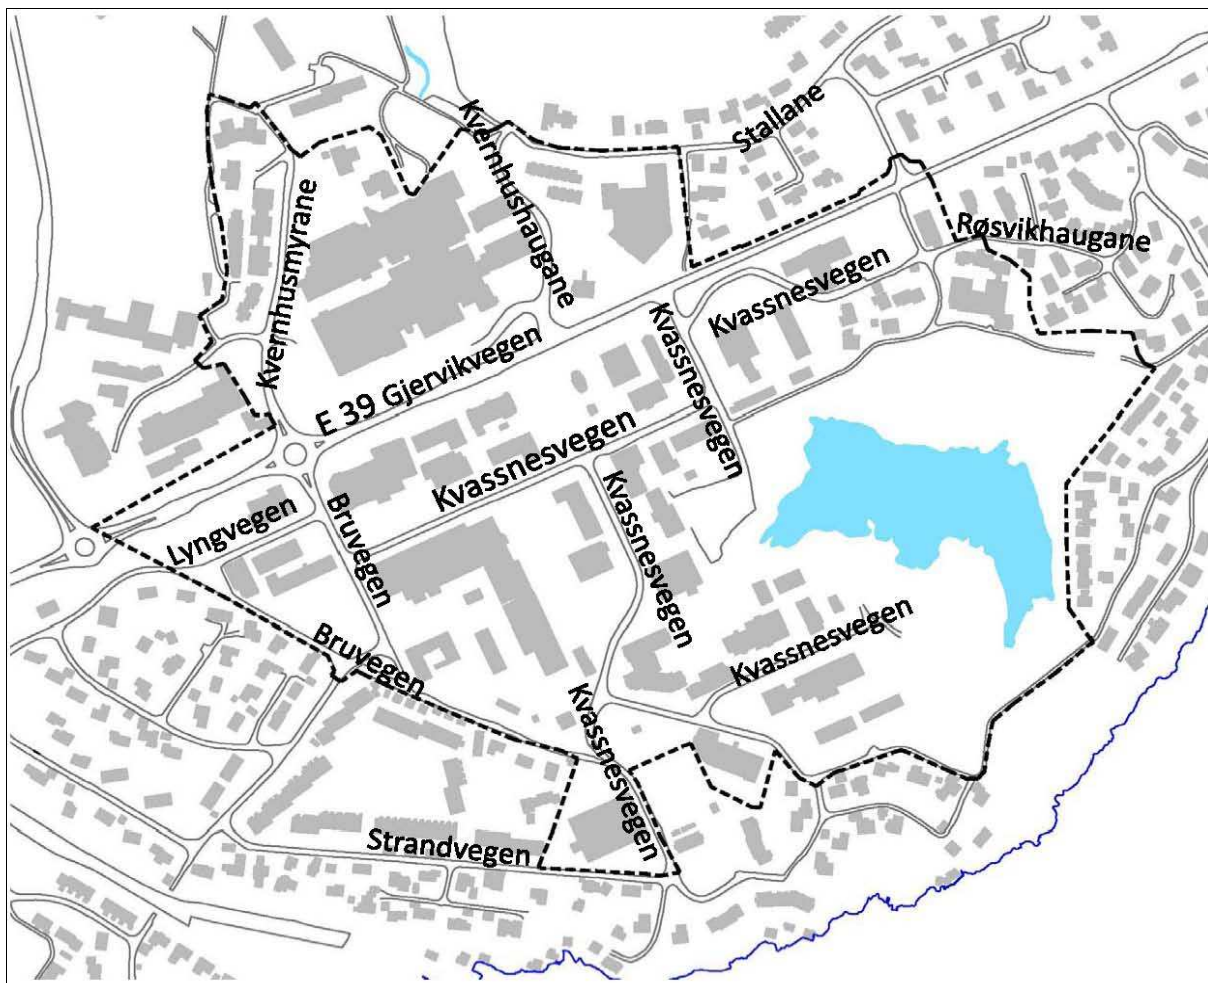 Stallane
Kvernhushaugane
Kvernhusmyrane
Røsvikhaugane
Kvassnesvegen
E 39 Gjervikvegen
Kvassnesvegen
Kvassnesvegen
Lyngvegen
Bruvegen
Kvassnesvegen
Kvassnesvegen
Bruvegen
Kvassnesvegen
Strandvegen